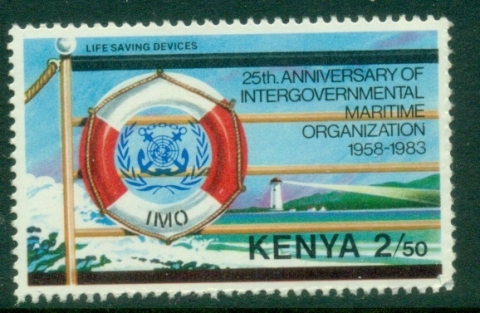 LIFE SAVING DEVICES
25th. ANNIVERSARY OF
INTERGOVERNMENTAL
MARITIME
ORGANIZATION
1958-1983
IMO
KENYA 2/50